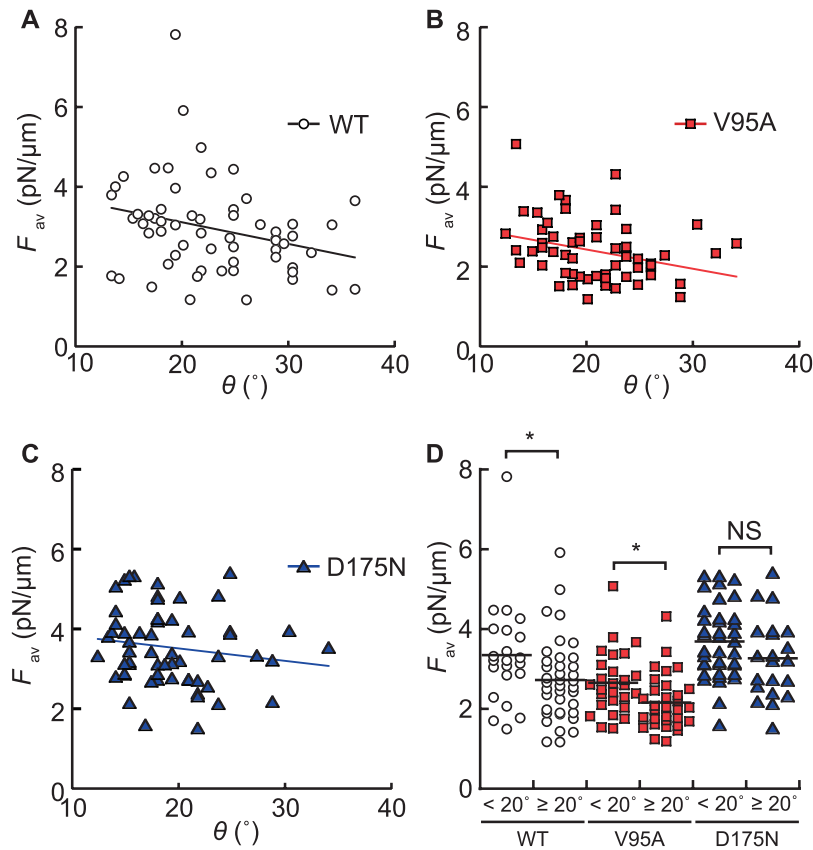 A
8
6
4
2
0
F av (pN/μm)
WT
10 20 30 40
θ (°)
B
8
6
4
2
0
F av (pN/μm)
V95A
10 20 30 40
θ (°)
C
8
6
4
2
0
F av (pN/μm)
D175N
10 20 30 40
θ (°)
D
8
6
4
2
0
F av (pN/μm)
*
*
NS
< 20° ≥ 20° < 20° ≥ 20° < 20° ≥ 20°
WT V95A D175N